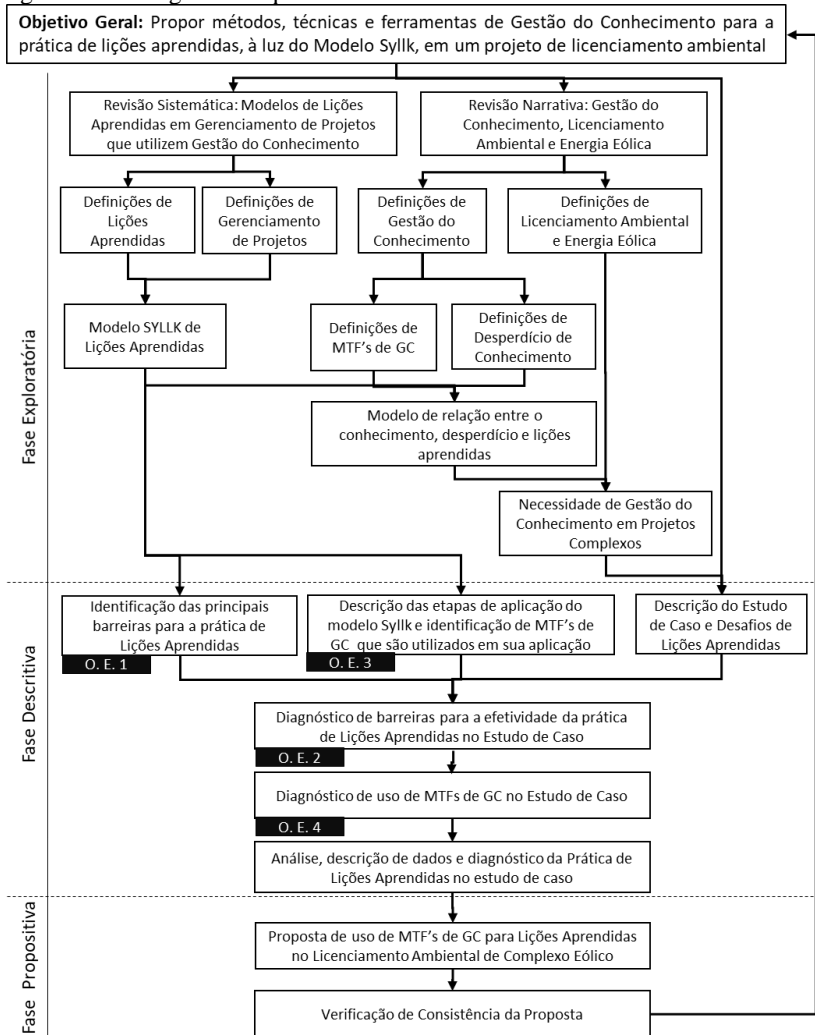 Objetivo Geral: Propor métodos, técnicas e ferramentas de Gestão do Conhecimento para a
prática de lições aprendidas, à luz do Modelo Syllk, em um projeto de licenciamento ambiental
Revisão Sistemática: Modelos de Lições
Aprendidas em Gerenciamento de Projetos
que utilizem Gestão do Conhecimento
Revisão Narrativa: Gestão do
Conhecimento, Licenciamento
Ambiental e Energia Eólica
Definições de
Lições
Aprendidas
Definições de
Gerenciamento
de Projetos
Definições de
Gestão do
Conhecimento
Definições de
Licenciamento Ambiental
e Energia Eólica
Fase Exploratória
Modelo SYLLK de
Lições Aprendidas
Definições de
MTF's de GC
Definições de
Desperdício de
Conhecimento
Modelo de relação entre o
conhecimento, desperdício e lições
aprendidas
Necessidade de Gestão do
Conhecimento em Projetos
Complexos
Fase Descritiva
Identificação das principais
barreiras para a prática de
Lições Aprendidas
O. E. 1
Descrição das etapas de aplicação do
modelo Syllk e identificação de MTF's de
GC que são utilizados em sua aplicação
O. E. 3
Descrição do Estudo
de Caso e Desafios de
Lições Aprendidas
Diagnóstico de barreiras para a efetividade da prática
de Lições Aprendidas no Estudo de Caso
O. E. 2
Diagnóstico de uso de MTFs de GC no Estudo de Caso
O. E. 4
Análise, descrição de dados e diagnóstico da Prática de
Lições Aprendidas no estudo de caso
Fase Propositiva
Proposta de uso de MTF's de GC para Lições Aprendidas
no Licenciamento Ambiental de Complexo Eólico
Verificação de Consistência da Proposta